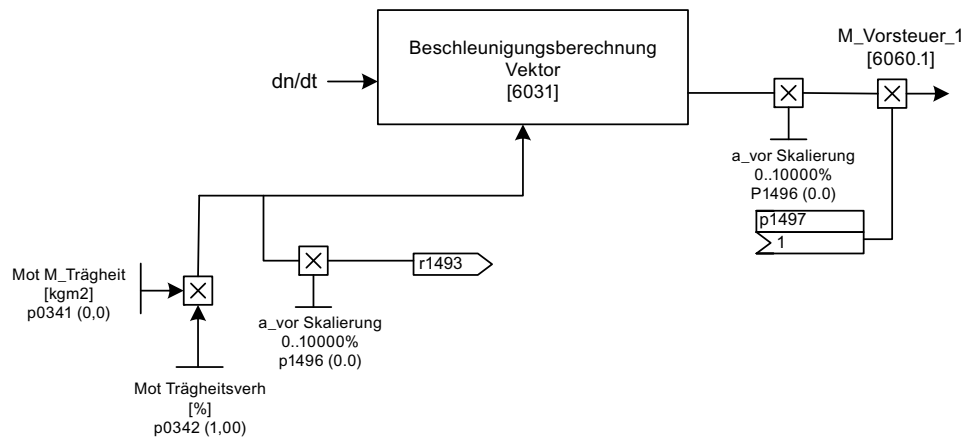 M_Vorsteuer_1
[6060.1]
Beschleunigungsberechnung
Vektor
[6031]
dn/dt
a_vor Skalierung
0..10000%
P1496 (0.0)
p1497
1
r1493
Mot M_Trägheit
[kgm2]
p0341 (0,0)
a_vor Skalierung
0..10000%
p1496 (0.0)
Mot Trägheitsverh
[%]
p0342 (1,00)